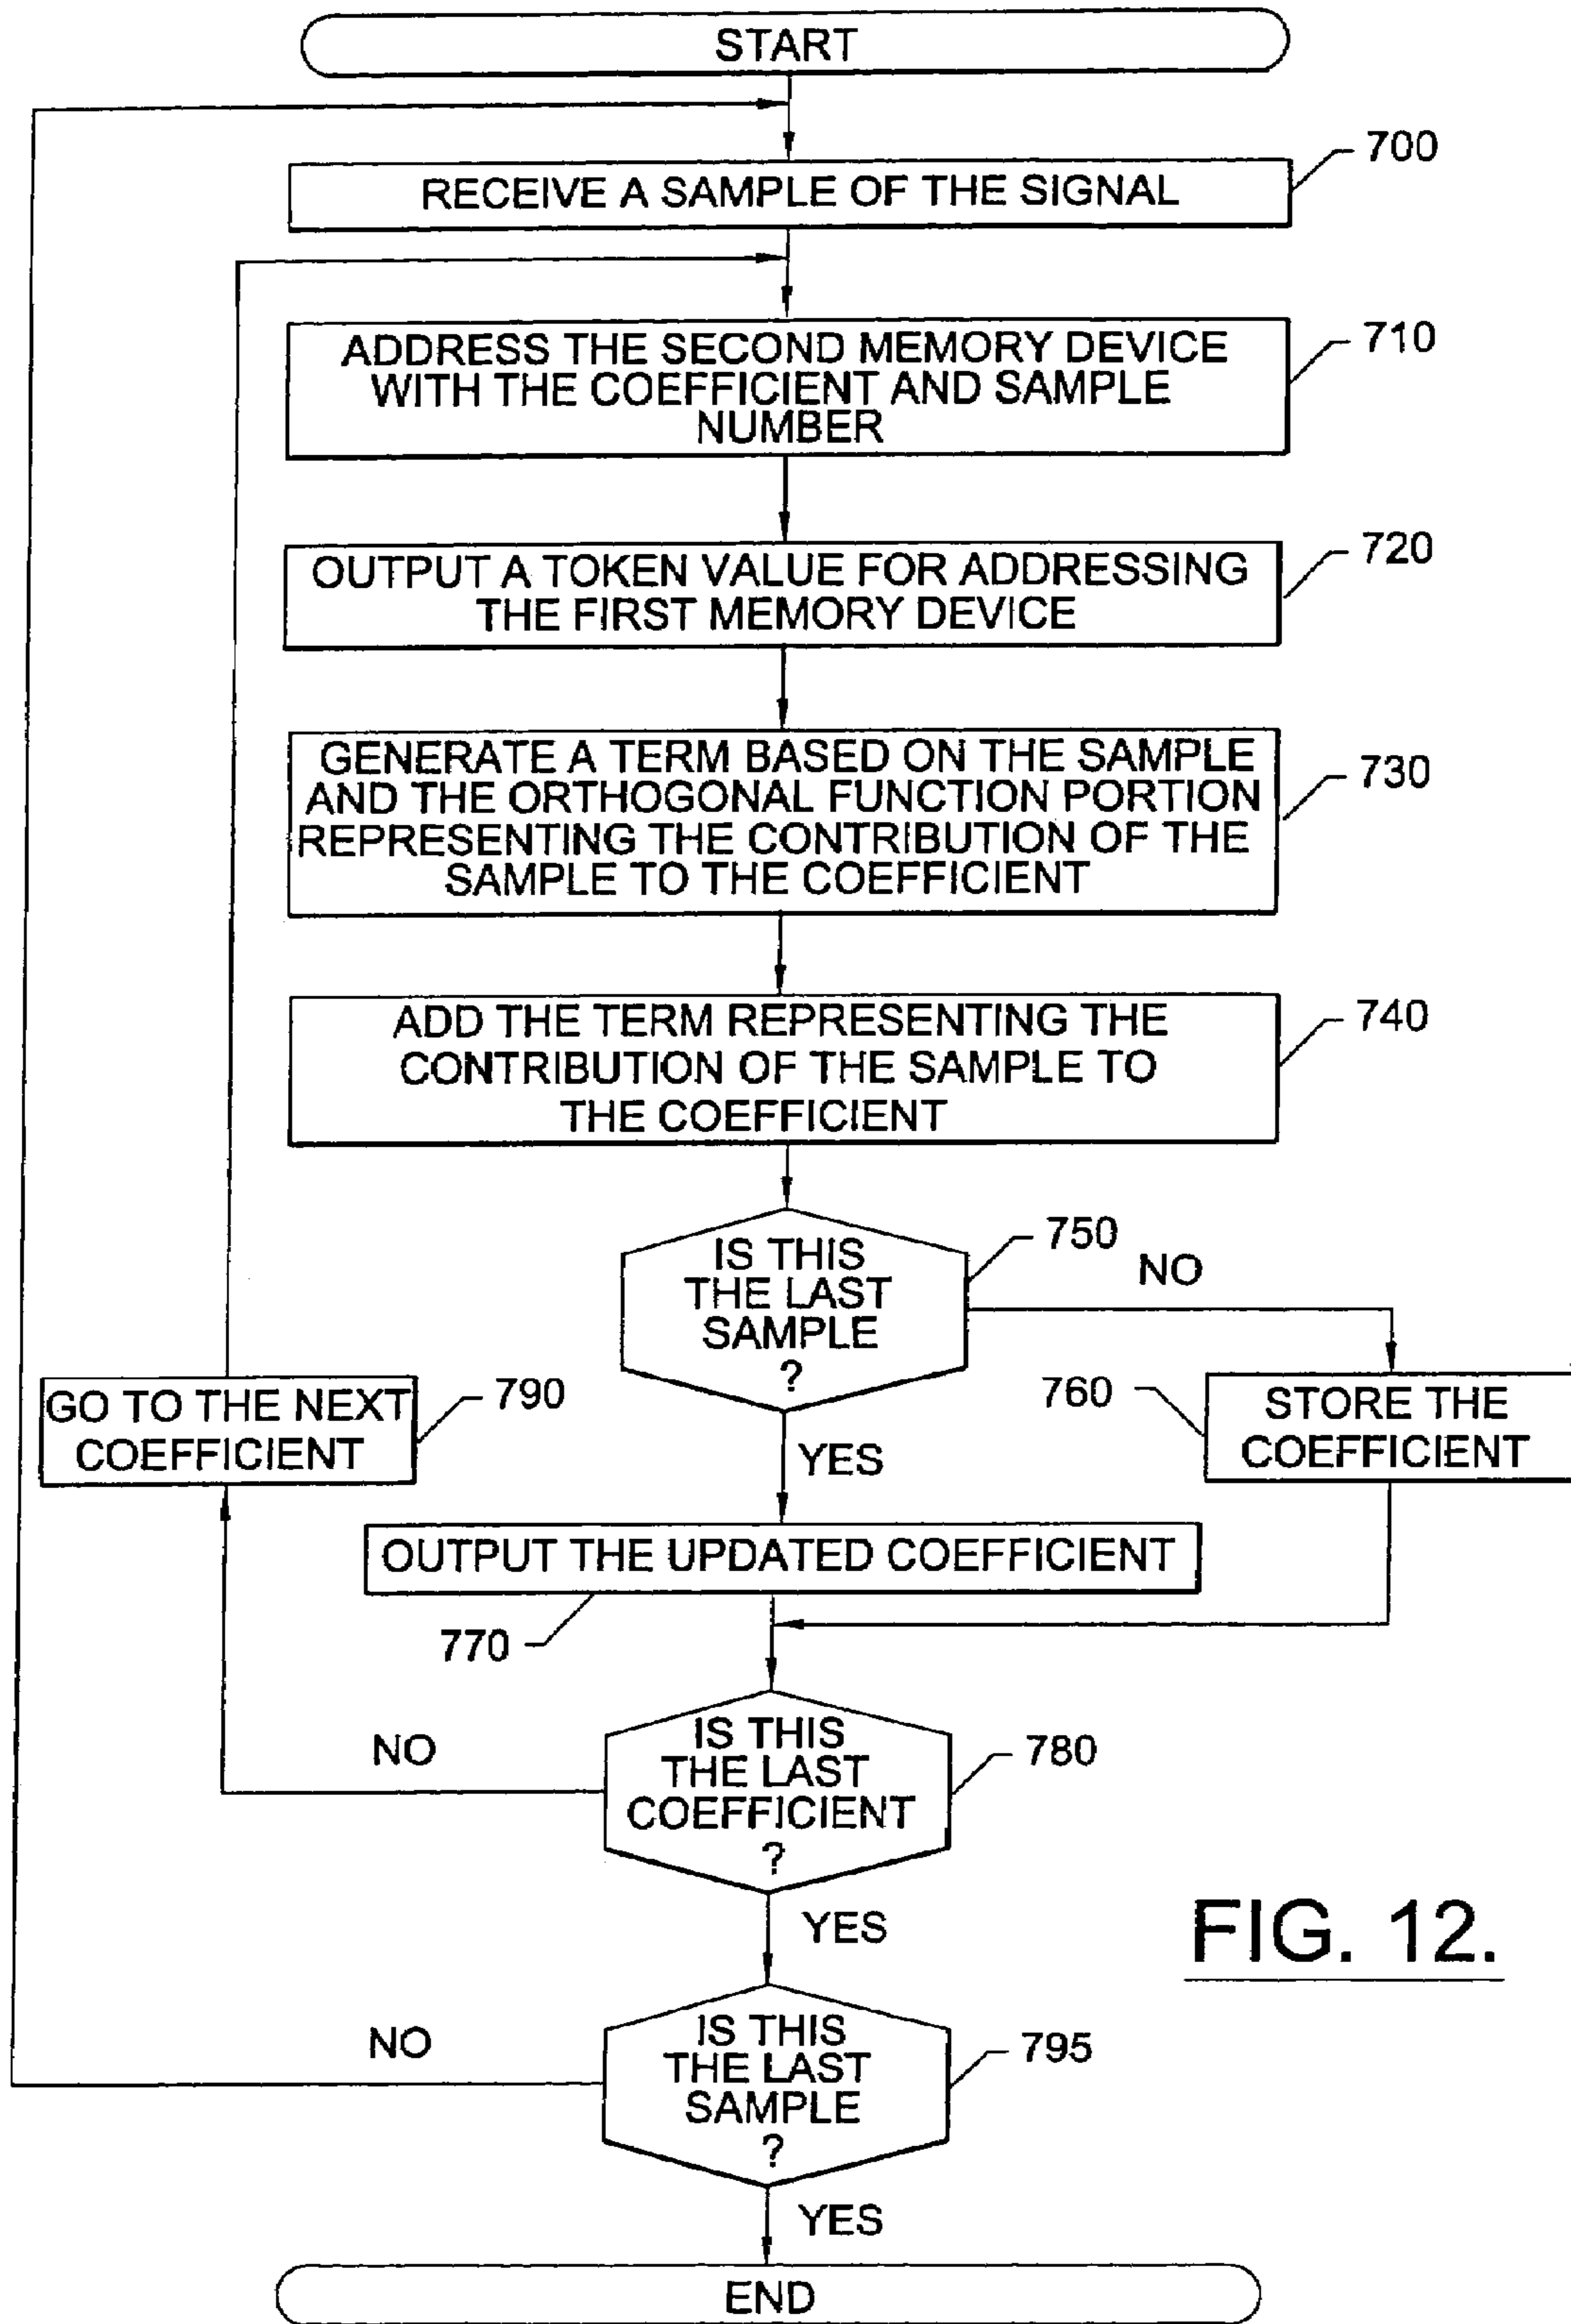 START
700
RECEIVE A SAMPLE OF THE SIGNAL
710
ADDRESS THE SECOND MEMORY DEVICE
WITH THE COEFFICIENT AND SAMPLE
NUMBER
720
OUTPUT A TOKEN VALUE FOR ADDRESSING
THE FIRST MEMORY DEVICE
730
GENERATE A TERM BASED ON THE SAMPLE
AND THE ORTHOGONAL FUNCTION PORTION
REPRESENTING THE CONTRIBUTION OF THE
SAMPLE TO THE COEFFICIENT
740
ADD THE TERM REPRESENTING THE
CONTRIBUTION OF THE SAMPLE TO
THE COEFFICIENT
750
IS THIS
THE LAST
SAMPLE
?
NO
760
STORE THE
COEFFICIENT
790
GO TO THE NEXT
COEFFICIENT
YES
OUTPUT THE UPDATED COEFFICIENT
770
IS THIS
THE LAST
COEFFICIENT
?
780
NO
YES
FIG. 12.
IS THIS
THE LAST
SAMPLE
?
795
NO
YES
END